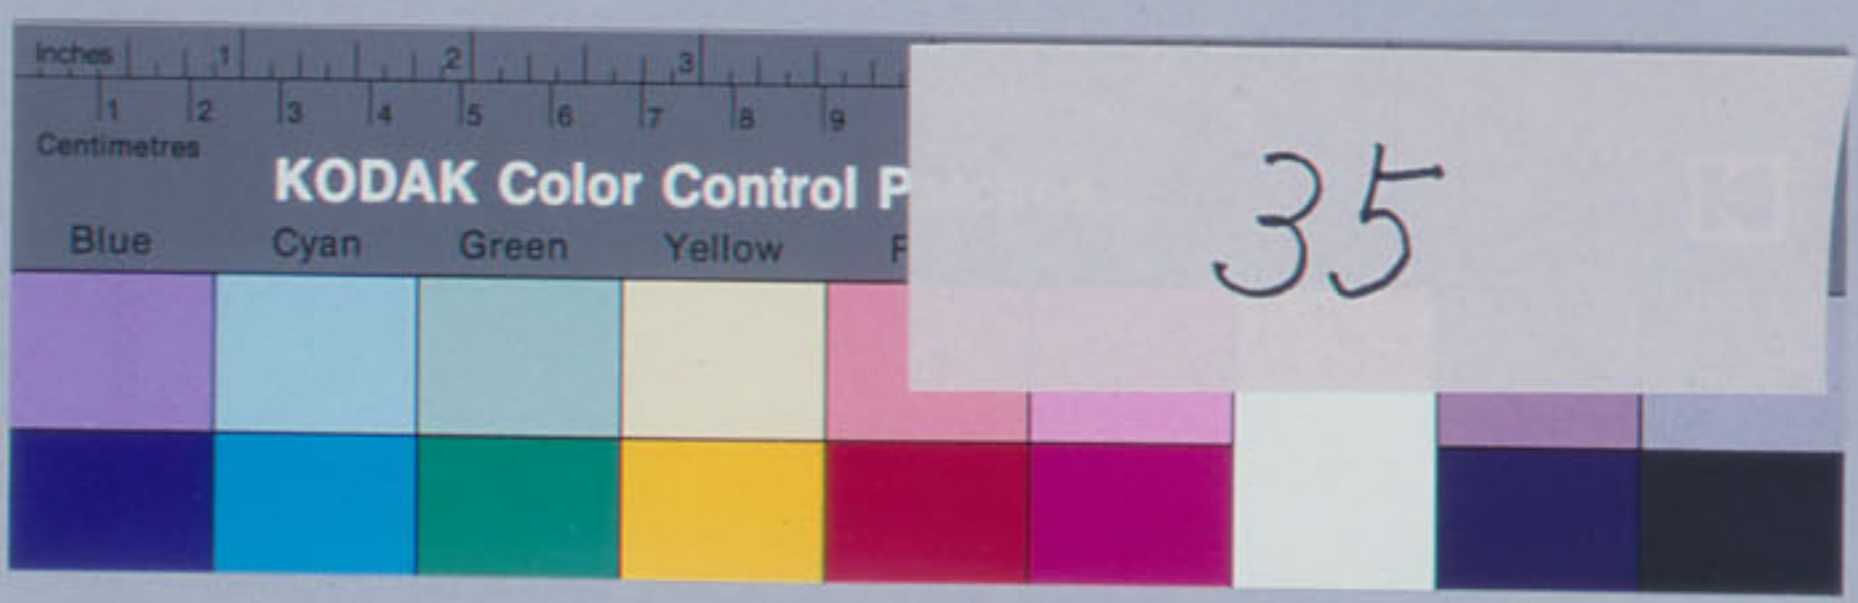 Inches 1 2 3
1 2 3 4 5 6 7 8 9
Centimetres
KODAK Color Control P
Blue Cyan Green Yellow
35